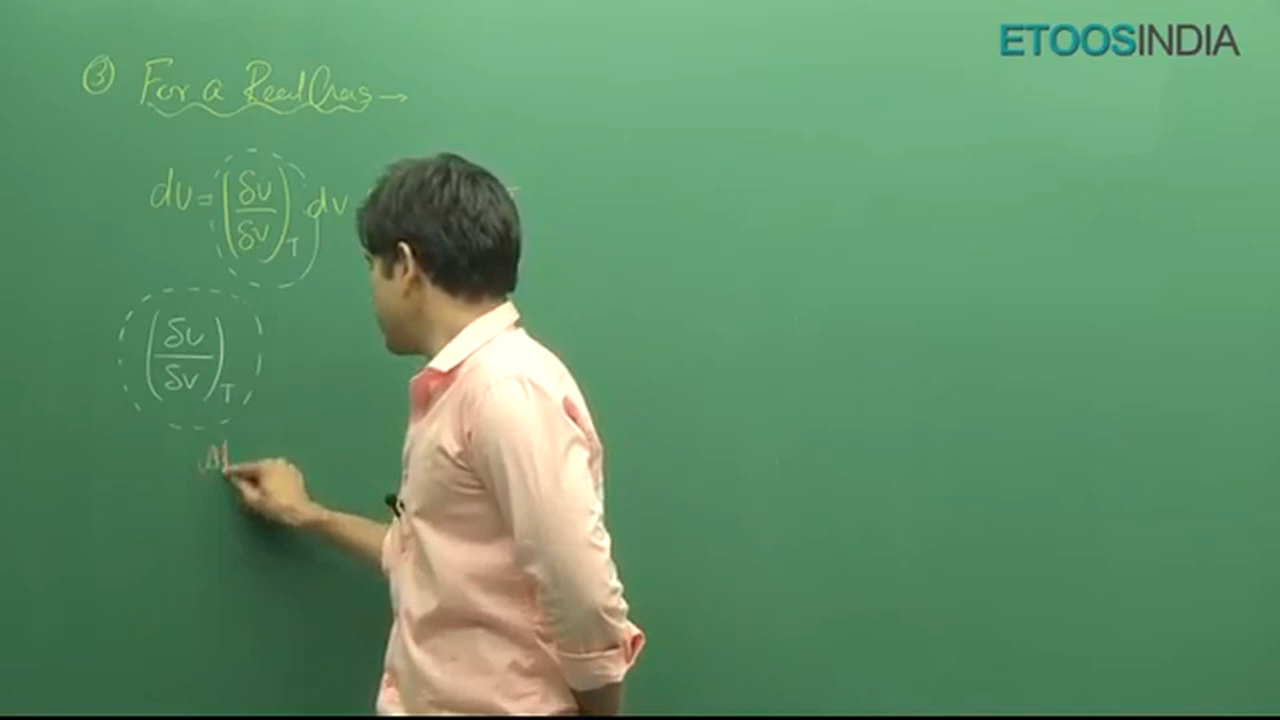 ETOOSINDIA
③ For a Real Gas →
dU = (δU/δV)_T . dV
(δU/δV)_T